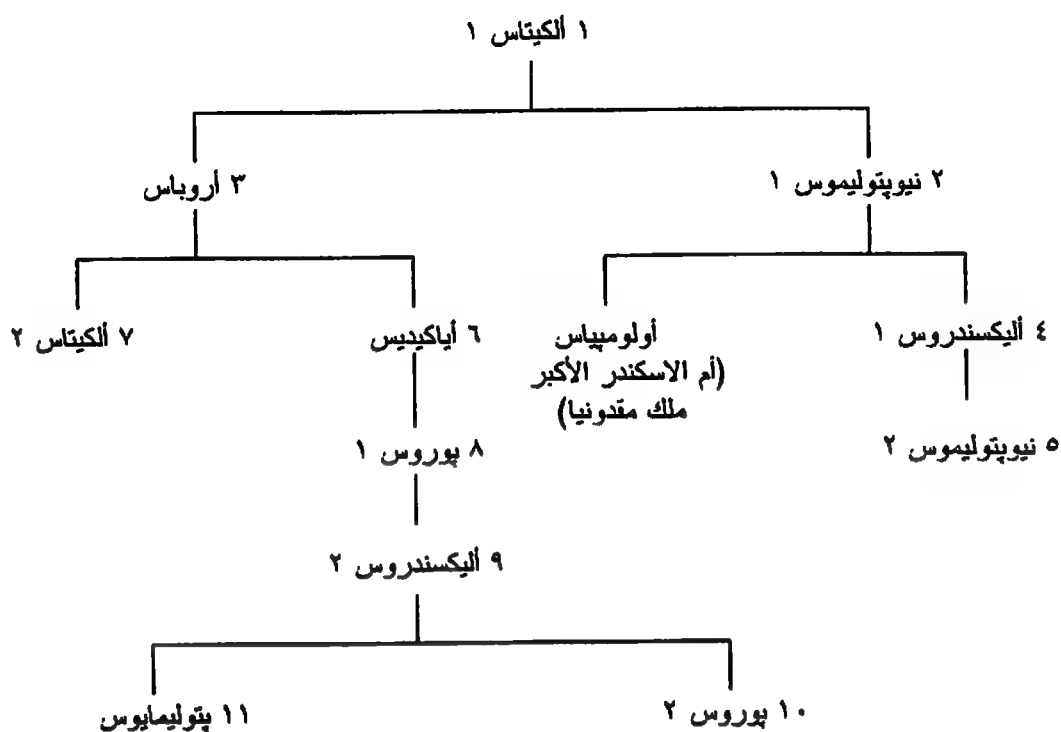 ١ ألكيتاس ١
٢ نيوپتوليموس ١
٣ أروباس
٤ أليكسندروس ١
أولومپياس
(أم الاسكندر الأكبر
ملك مقدونيا)
٦ أياكيديس
٧ ألكيتاس ٢
٥ نيوپتوليموس ٢
٨ پوروس ١
٩ أليكسندروس ٢
١٠ پوروس ٢
١١ پتوليمايوس